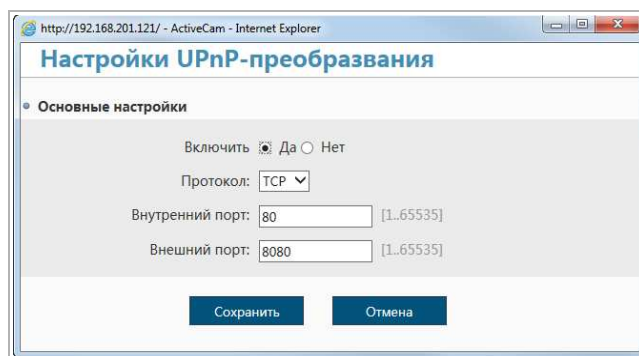 http://192.168.201.121/ - ActiveCam - Internet Explorer
Настройки UPnP-преобразвания
Основные настройки
Включить Да Нет
Протокол: TCP
Внутренний порт: 80 [1..65535]
Внешний порт: 8080 [1..65535]
Сохранить Отмена